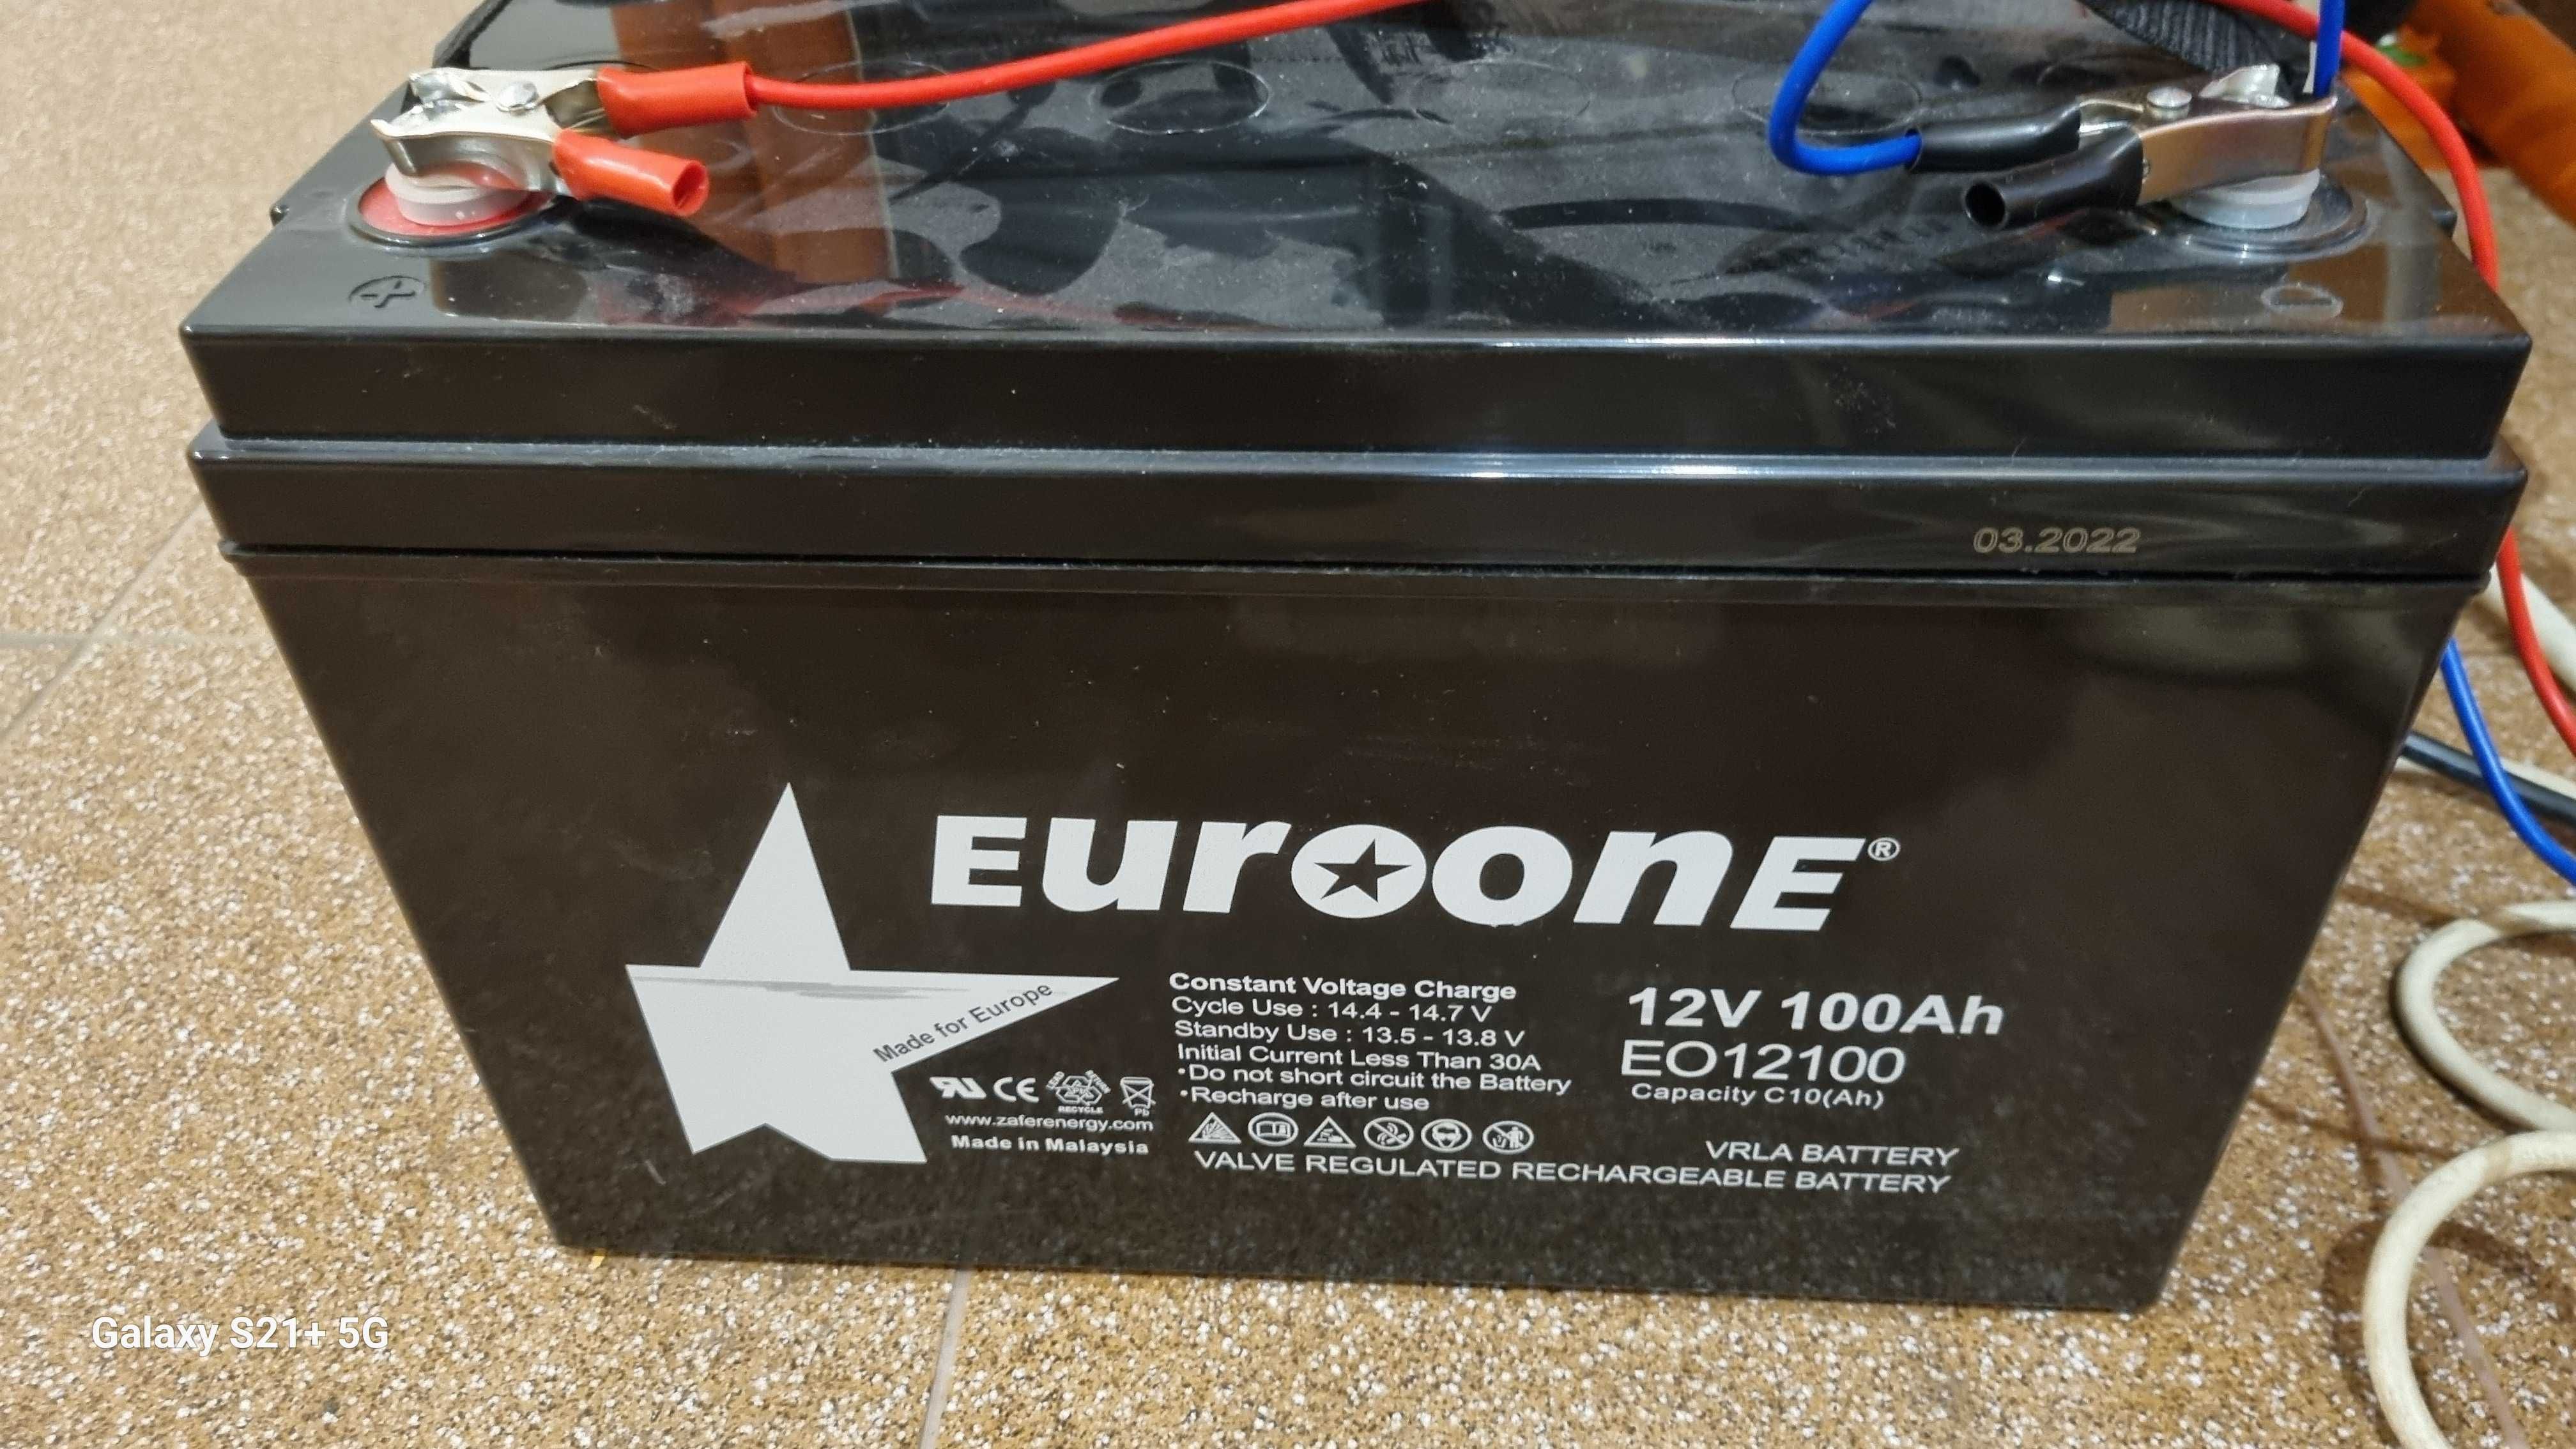 03.2022
EuroonE®
Made for Europe
Constant Voltage Charge
Cycle Use : 14.4 - 14.7 V
Standby Use : 13.5 - 13.8 V
Initial Current Less Than 30A
•Do not short circuit the Battery
•Recharge after use
12V 100Ah
EO12100
Capacity C10(Ah)
CE
RECYCLE
Pb
www.zaferenergy.com
Made in Malaysia
VRLA BATTERY
VALVE REGULATED RECHARGEABLE BATTERY
Galaxy S21+ 5G